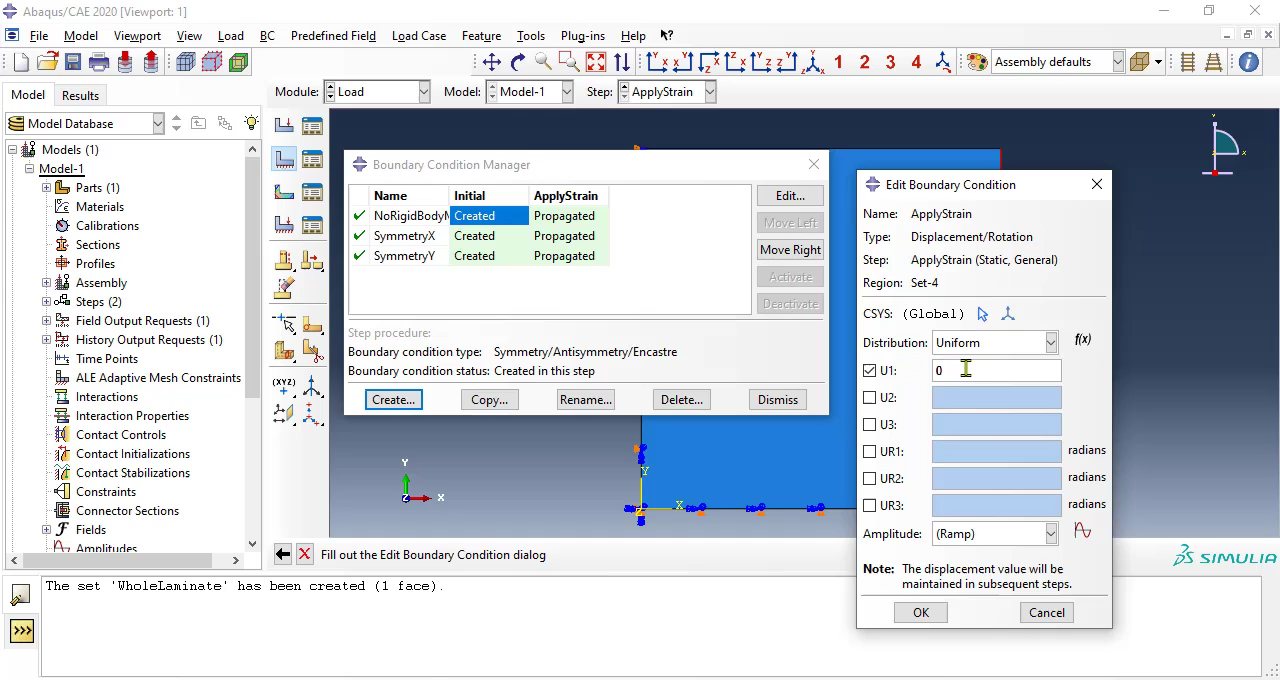 Abaqus/CAE 2020 [Viewport: 1]
File Model Viewport View Load BC Predefined Field Load Case Feature Tools Plug-ins Help
1 2 3 4 Assembly defaults
Model Results Module: Load Model: Model-1 Step: ApplyStrain
Model Database
Models (1)
Model-1
Parts (1)
Materials
Calibrations
Sections
Profiles
Assembly
Steps (2)
Field Output Requests (1)
History Output Requests (1)
Time Points
ALE Adaptive Mesh Constraints
Interactions
Interaction Properties
Contact Controls
Contact Initializations
Contact Stabilizations
Constraints
Connector Sections
Fields
Amplitudes
(XYZ)
Boundary Condition Manager
Name Initial ApplyStrain
NoRigidBodyM Created Propagated
SymmetryX Created Propagated
SymmetryY Created Propagated
Edit...
Move Left
Move Right
Activate
Deactivate
Step procedure:
Boundary condition type: Symmetry/Antisymmetry/Encastre
Boundary condition status: Created in this step
Create... Copy... Rename... Delete... Dismiss
Edit Boundary Condition
Name: ApplyStrain
Type: Displacement/Rotation
Step: ApplyStrain (Static, General)
Region: Set-4
CSYS: (Global)
Distribution: Uniform f(x)
U1: 0
U2:
U3:
UR1: radians
UR2: radians
UR3: radians
Amplitude: (Ramp)
Note: The displacement value will be
maintained in subsequent steps.
OK Cancel
Y
X
Z
Y
X
Fill out the Edit Boundary Condition dialog
SIMULIA
The set 'WholeLaminate' has been created (1 face).
>>>